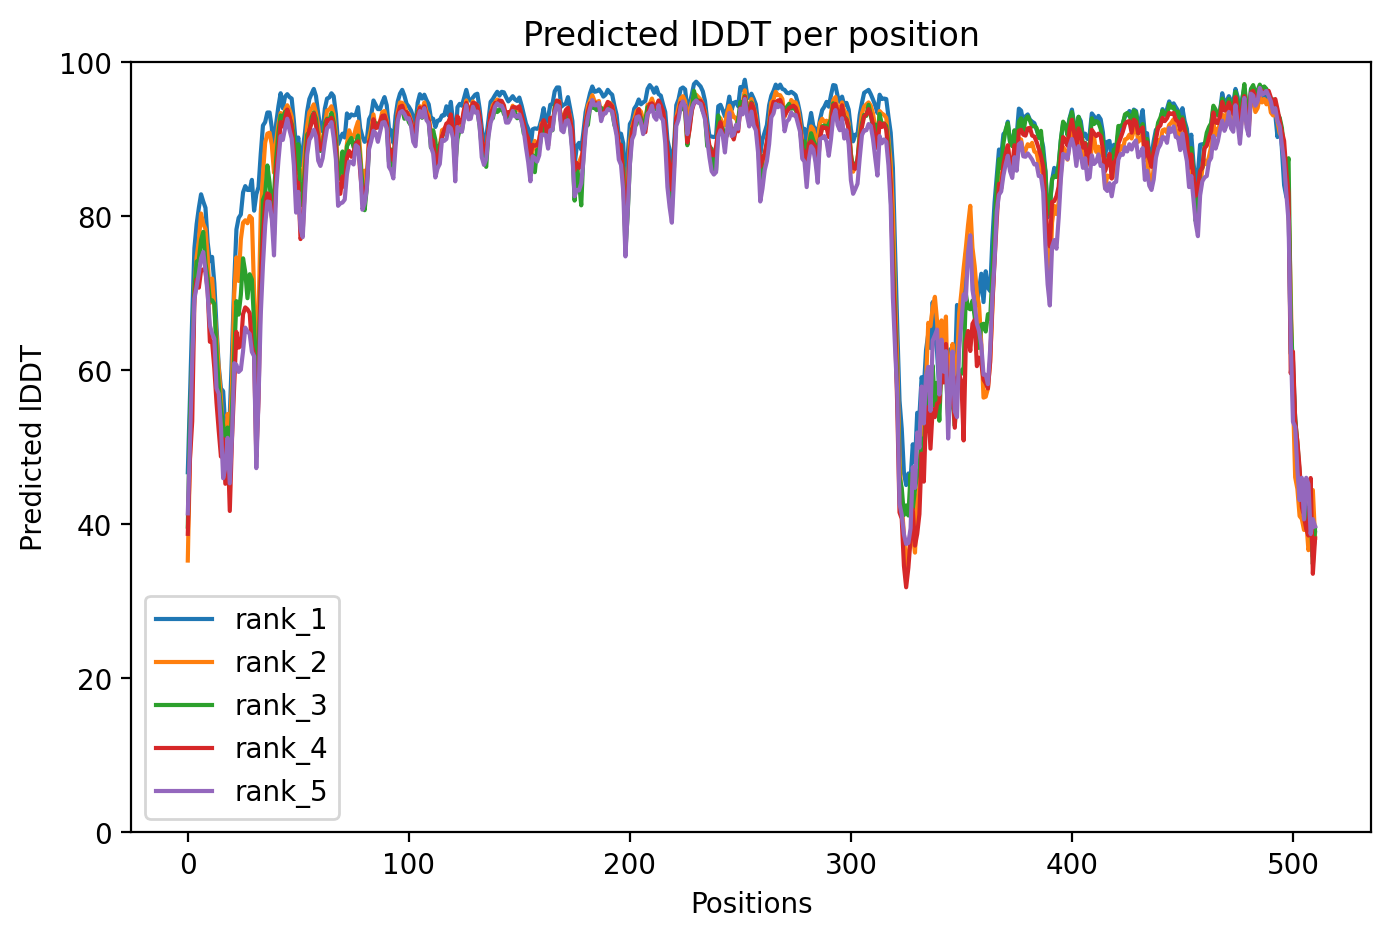 Predicted lDDT per position
100
80
60
40
20
0
Predicted lDDT
rank_1
rank_2
rank_3
rank_4
rank_5
0 100 200 300 400 500
Positions